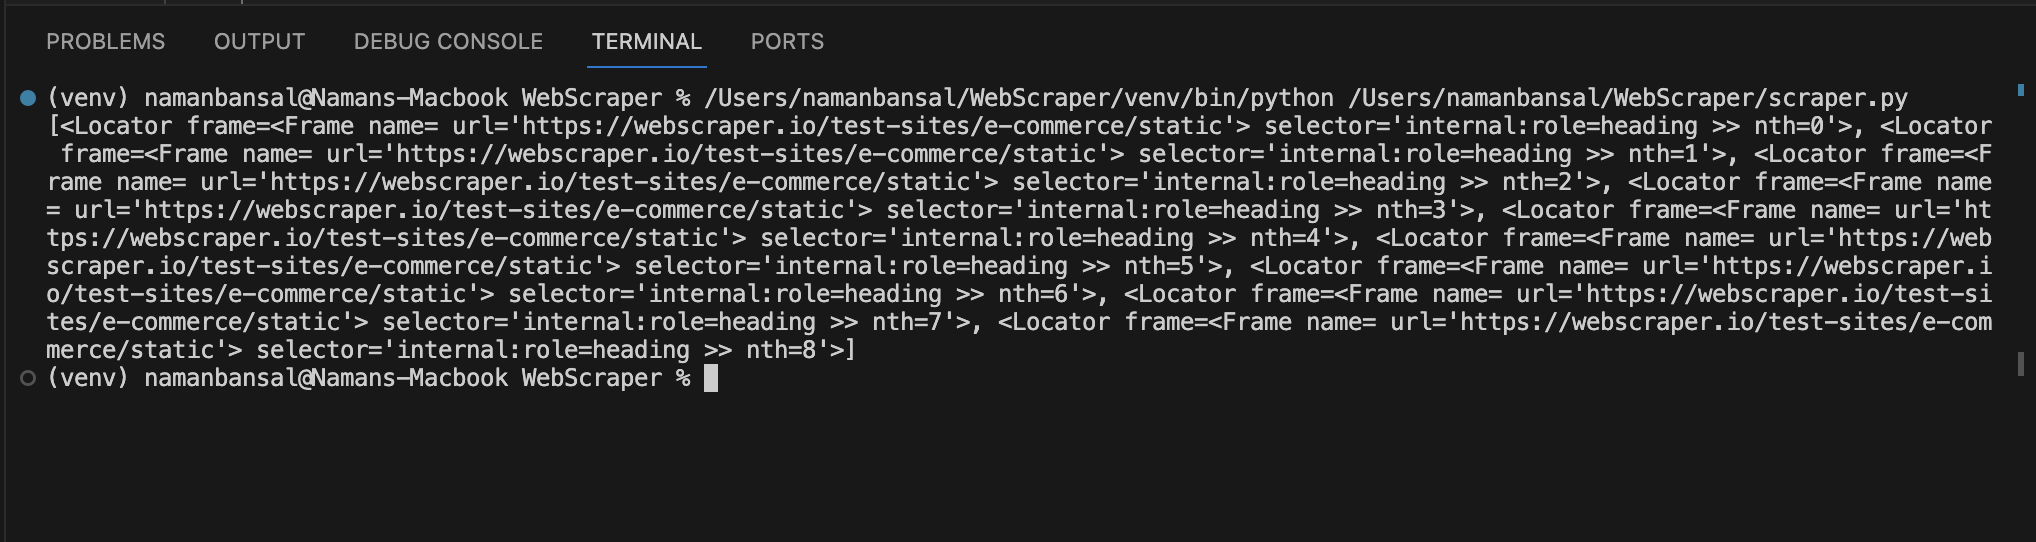 PROBLEMS OUTPUT DEBUG CONSOLE TERMINAL PORTS
(venv) namanbansal@Namans-Macbook WebScraper % /Users/namanbansal/WebScraper/venv/bin/python /Users/namanbansal/WebScraper/scraper.py
[<Locator frame=<Frame name= url='https://webscraper.io/test-sites/e-commerce/static'> selector='internal:role=heading >> nth=0'>, <Locator
 frame=<Frame name= url='https://webscraper.io/test-sites/e-commerce/static'> selector='internal:role=heading >> nth=1'>, <Locator frame=<F
rame name= url='https://webscraper.io/test-sites/e-commerce/static'> selector='internal:role=heading >> nth=2'>, <Locator frame=<Frame name
= url='https://webscraper.io/test-sites/e-commerce/static'> selector='internal:role=heading >> nth=3'>, <Locator frame=<Frame name= url='ht
tps://webscraper.io/test-sites/e-commerce/static'> selector='internal:role=heading >> nth=4'>, <Locator frame=<Frame name= url='https://web
scraper.io/test-sites/e-commerce/static'> selector='internal:role=heading >> nth=5'>, <Locator frame=<Frame name= url='https://webscraper.i
o/test-sites/e-commerce/static'> selector='internal:role=heading >> nth=6'>, <Locator frame=<Frame name= url='https://webscraper.io/test-si
tes/e-commerce/static'> selector='internal:role=heading >> nth=7'>, <Locator frame=<Frame name= url='https://webscraper.io/test-sites/e-com
merce/static'> selector='internal:role=heading >> nth=8'>]
(venv) namanbansal@Namans-Macbook WebScraper %